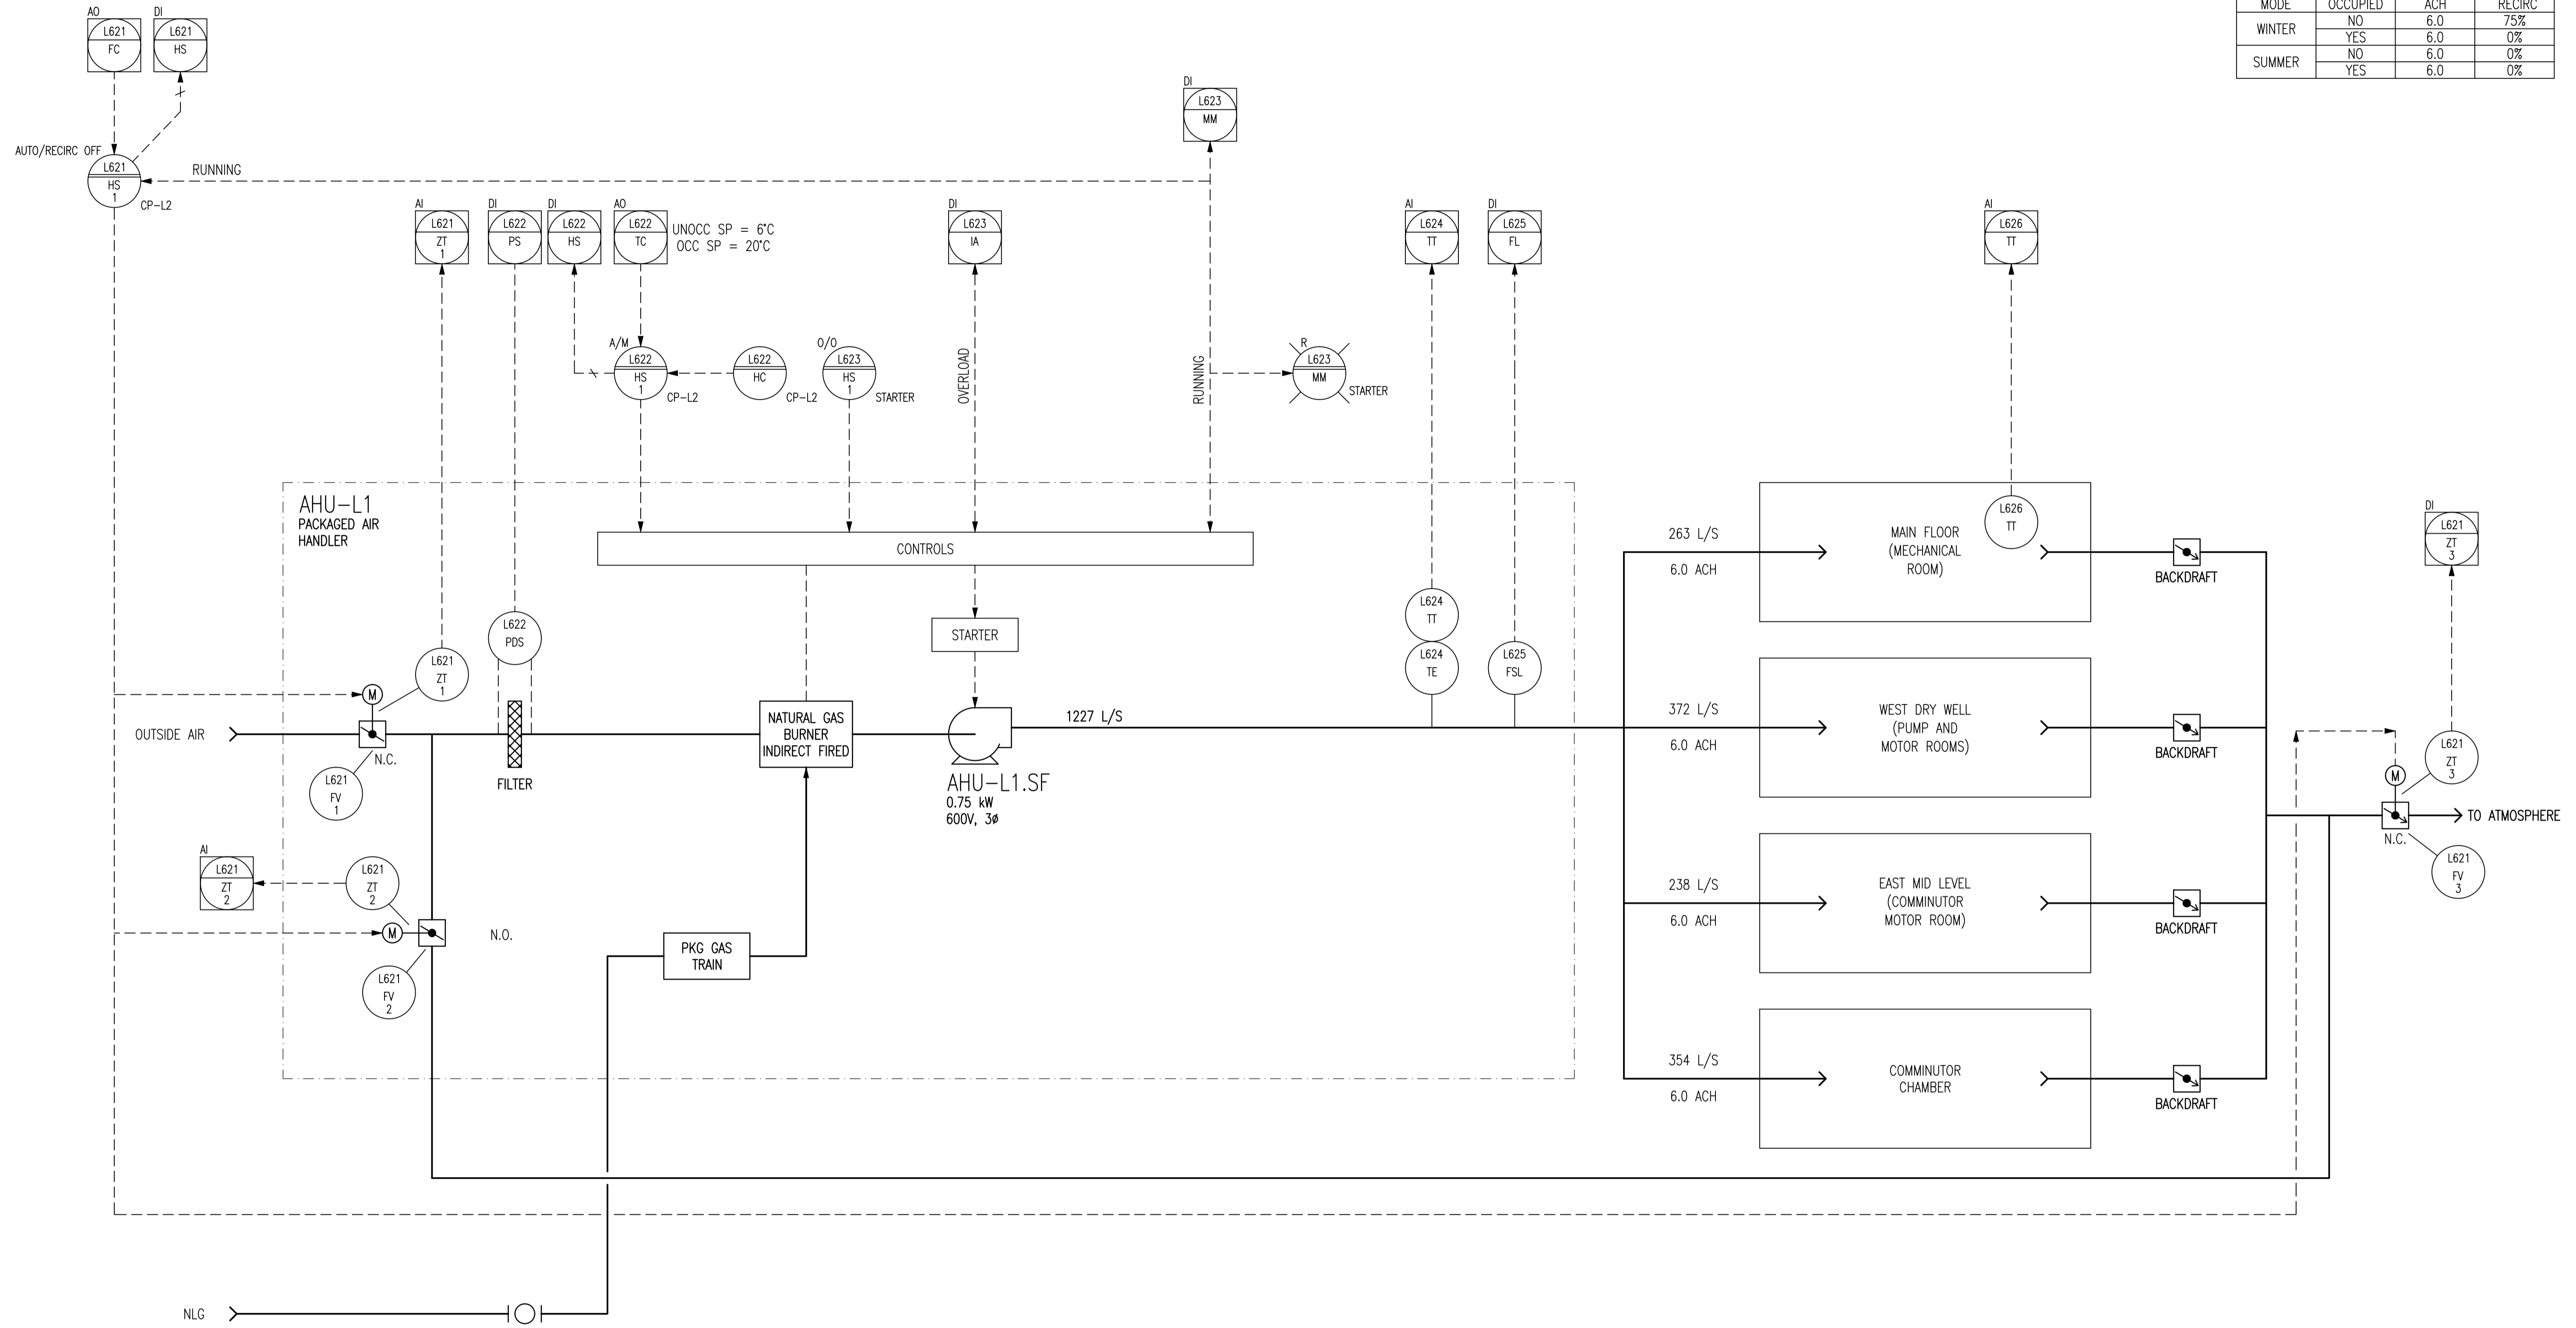 MODE OCCUPIED ACH RECIRC
WINTER
NO 6.0 75%
YES 6.0 0%
SUMMER
NO 6.0 0%
YES 6.0 0%
AO
L621
FC
DI
L621
HS
DI
L623
MM
AUTO/RECIRC OFF
L621
HS
1
CP-L2
RUNNING
AI
L621
ZT
1
DI
L622
PS
DI
L622
HS
AO
L622
TC
UNOCC SP = 6°C
OCC SP = 20°C
DI
L623
IA
AI
L624
TT
DI
L625
FL
AI
L626
TT
A/M
L622
HS
1
CP-L2
L622
HC
CP-L2
O/O
L623
HS
1
STARTER
OVERLOAD
RUNNING
R
L623
MM
STARTER
AHU-L1
PACKAGED AIR
HANDLER
CONTROLS
STARTER
L622
PDS
L621
ZT
1
M
OUTSIDE AIR
N.C.
L621
FV
1
FILTER
NATURAL GAS
BURNER
INDIRECT FIRED
AHU-L1.SF
0.75 kW
600V, 3ø
1227 L/S
L624
TT
L624
TE
L625
FSL
AI
L621
ZT
2
L621
ZT
2
M
N.O.
L621
FV
2
PKG GAS
TRAIN
263 L/S
6.0 ACH
MAIN FLOOR
(MECHANICAL
ROOM)
L626
TT
BACKDRAFT
372 L/S
6.0 ACH
WEST DRY WELL
(PUMP AND
MOTOR ROOMS)
BACKDRAFT
238 L/S
6.0 ACH
EAST MID LEVEL
(COMMINUTOR
MOTOR ROOM)
BACKDRAFT
354 L/S
6.0 ACH
COMMINUTOR
CHAMBER
BACKDRAFT
DI
L621
ZT
3
L621
ZT
3
M
TO ATMOSPHERE
N.C.
L621
FV
3
NLG